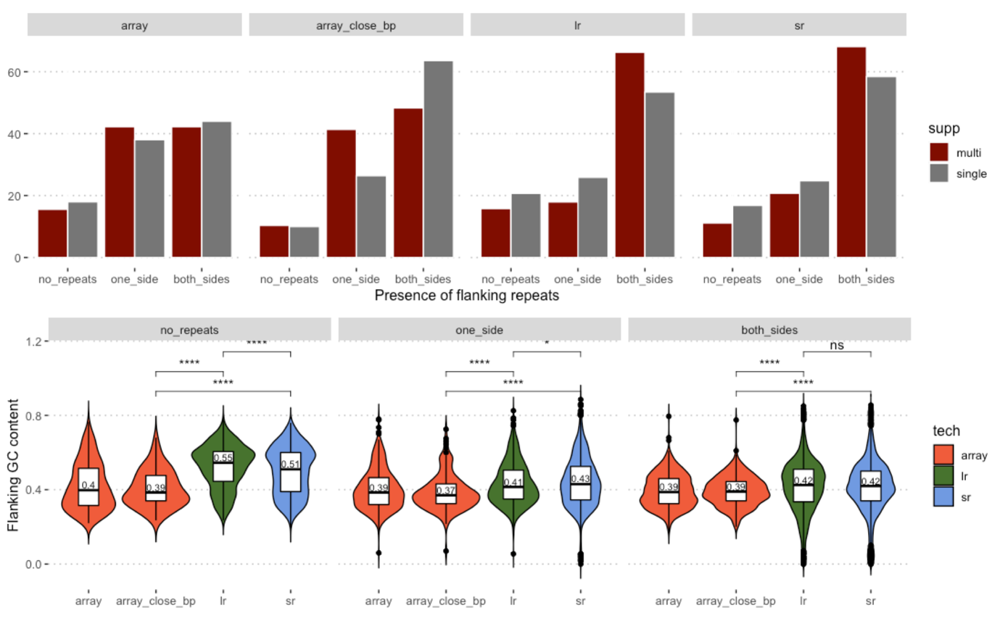 array array_close_bp lr sr
60
40
20
0
no_repeats one_side both_sides no_repeats one_side both_sides no_repeats one_side both_sides no_repeats one_side both_sides
Presence of flanking repeats
supp
multi
single
no_repeats one_side both_sides
1.2
0.8
0.4
0.0
Flanking GC content
**** **** ****
* **** ****
ns **** ****
0.4 0.39 0.55 0.51
0.39 0.37 0.41 0.43
0.39 0.39 0.42 0.42
array array_close_bp lr sr array array_close_bp lr sr array array_close_bp lr sr
tech
array
lr
sr